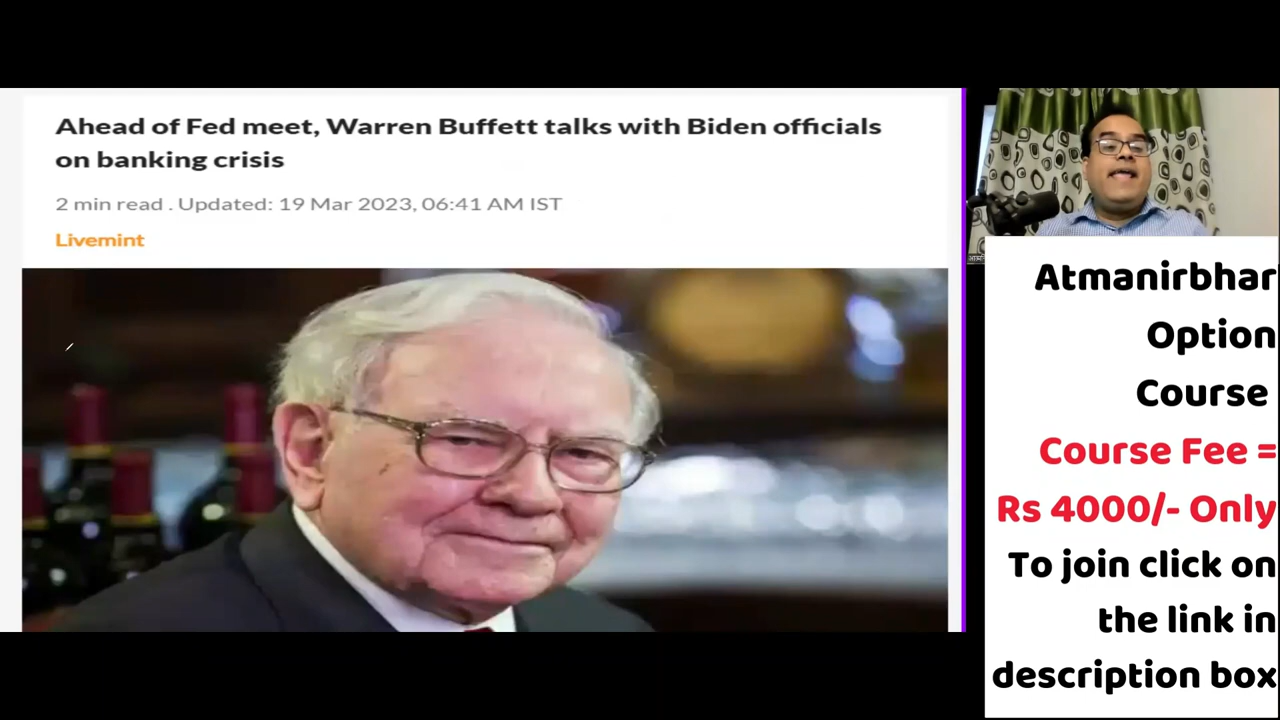 Ahead of Fed meet, Warren Buffett talks with Biden officials
on banking crisis
2 min read . Updated: 19 Mar 2023, 06:41 AM IST
Livemint
Atmanirbhar
Option
Course
Course Fee =
Rs 4000/- Only
To join click on
the link in
description box